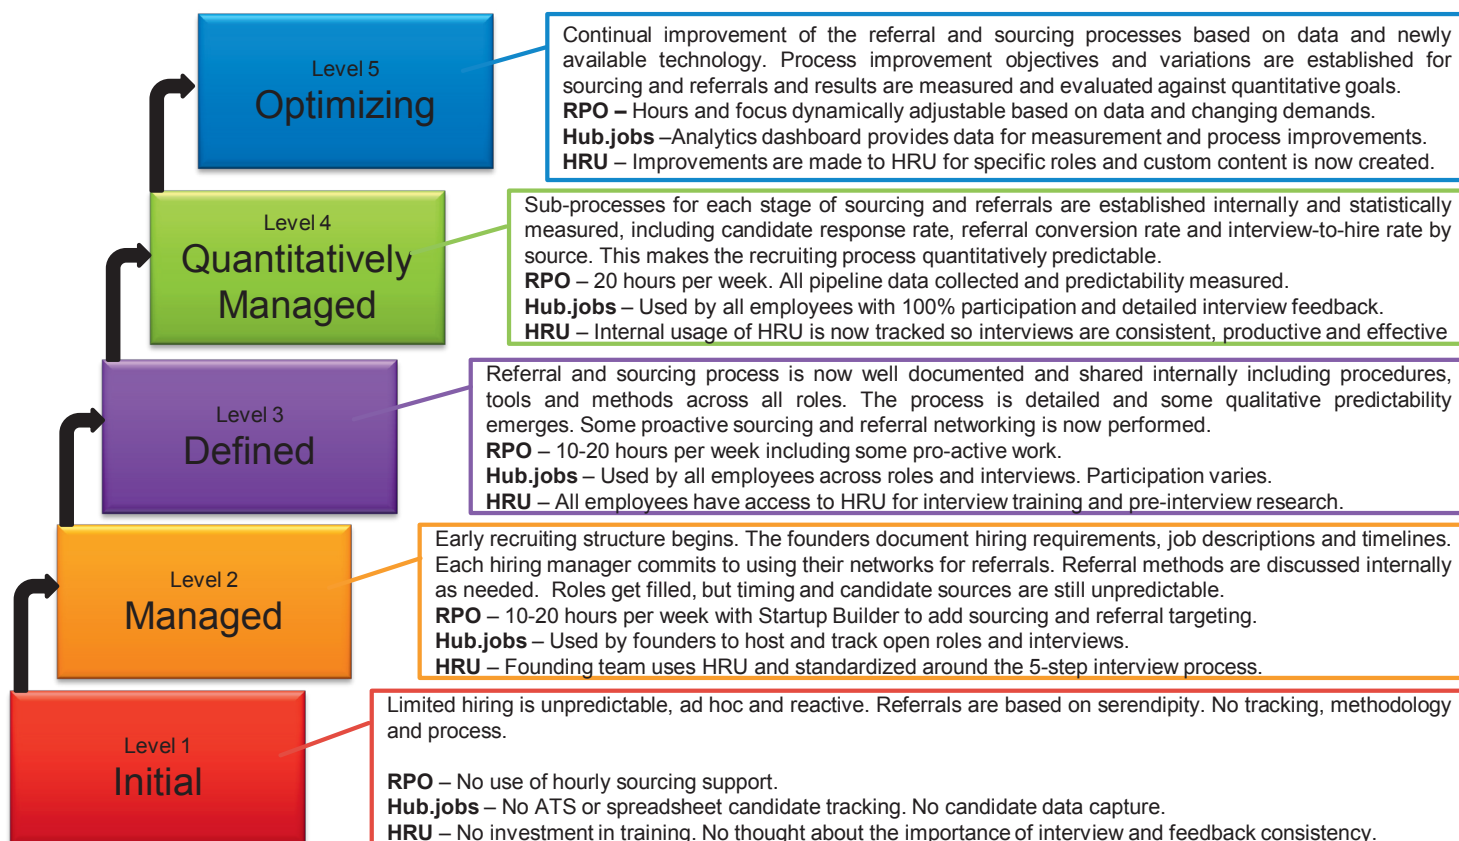 Level 5
Optimizing
Continual improvement of the referral and sourcing processes based on data and newly
available technology. Process improvement objectives and variations are established for
sourcing and referrals and results are measured and evaluated against quantitative goals.
RPO – Hours and focus dynamically adjustable based on data and changing demands.
Hub.jobs –Analytics dashboard provides data for measurement and process improvements.
HRU – Improvements are made to HRU for specific roles and custom content is now created.
Level 4
Quantitatively
Managed
Sub-processes for each stage of sourcing and referrals are established internally and statistically
measured, including candidate response rate, referral conversion rate and interview-to-hire rate by
source. This makes the recruiting process quantitatively predictable.
RPO – 20 hours per week. All pipeline data collected and predictability measured.
Hub.jobs – Used by all employees with 100% participation and detailed interview feedback.
HRU – Internal usage of HRU is now tracked so interviews are consistent, productive and effective
Level 3
Defined
Referral and sourcing process is now well documented and shared internally including procedures,
tools and methods across all roles. The process is detailed and some qualitative predictability
emerges. Some proactive sourcing and referral networking is now performed.
RPO – 10-20 hours per week including some pro-active work.
Hub.jobs – Used by all employees across roles and interviews. Participation varies.
HRU – All employees have access to HRU for interview training and pre-interview research.
Level 2
Managed
Early recruiting structure begins. The founders document hiring requirements, job descriptions and timelines.
Each hiring manager commits to using their networks for referrals. Referral methods are discussed internally
as needed. Roles get filled, but timing and candidate sources are still unpredictable.
RPO – 10-20 hours per week with Startup Builder to add sourcing and referral targeting.
Hub.jobs – Used by founders to host and track open roles and interviews.
HRU – Founding team uses HRU and standardized around the 5-step interview process.
Level 1
Initial
Limited hiring is unpredictable, ad hoc and reactive. Referrals are based on serendipity. No tracking, methodology
and process.
RPO – No use of hourly sourcing support.
Hub.jobs – No ATS or spreadsheet candidate tracking. No candidate data capture.
HRU – No investment in training. No thought about the importance of interview and feedback consistency.